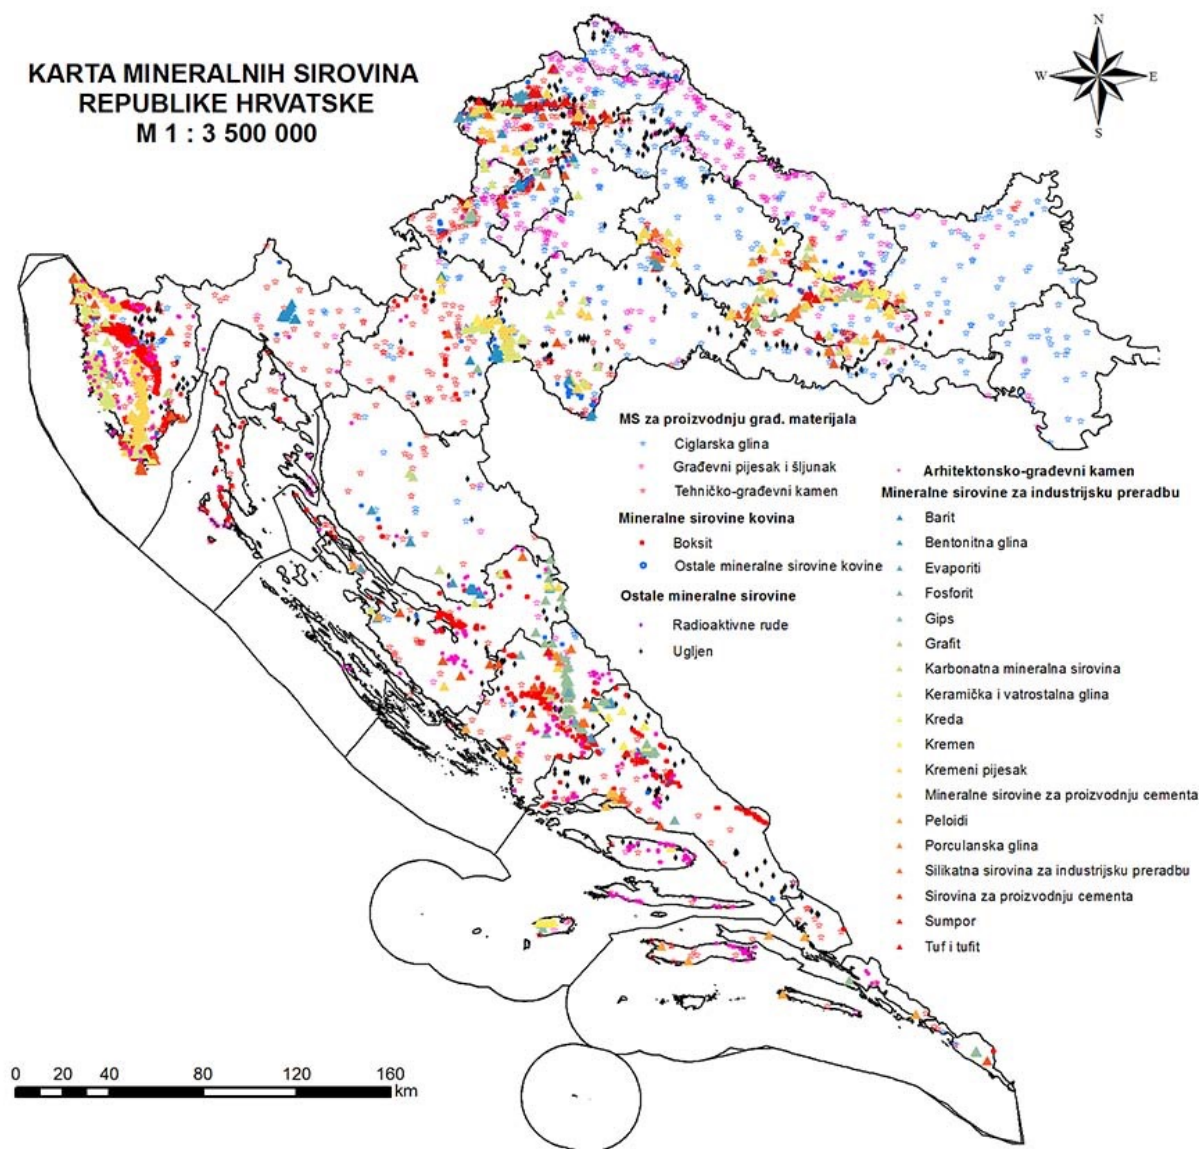 KARTA MINERALNIH SIROVINA
REPUBLIKE HRVATSKE
M 1 : 3 500 000
N
W
E
S
MS za proizvodnju grad. materijala
Ciglarska glina
Građevni pijesak i šljunak
Tehničko-građevni kamen
Mineralne sirovine kovina
Boksit
Ostale mineralne sirovine kovine
Ostale mineralne sirovine
Radioaktivne rude
Ugljen
Arhitektonsko-građevni kamen
Mineralne sirovine za industrijsku preradbu
Barit
Bentonitna glina
Evaporiti
Fosforit
Gips
Grafit
Karbonatna mineralna sirovina
Keramička i vatrostalna glina
Kreda
Kremen
Kremeni pijesak
Mineralne sirovine za proizvodnju cementa
Peloidi
Porculanska glina
Silikatna sirovina za industrijsku preradbu
Sirovina za proizvodnju cementa
Sumpor
Tuf i tufit
0 20 40 80 120 160
km